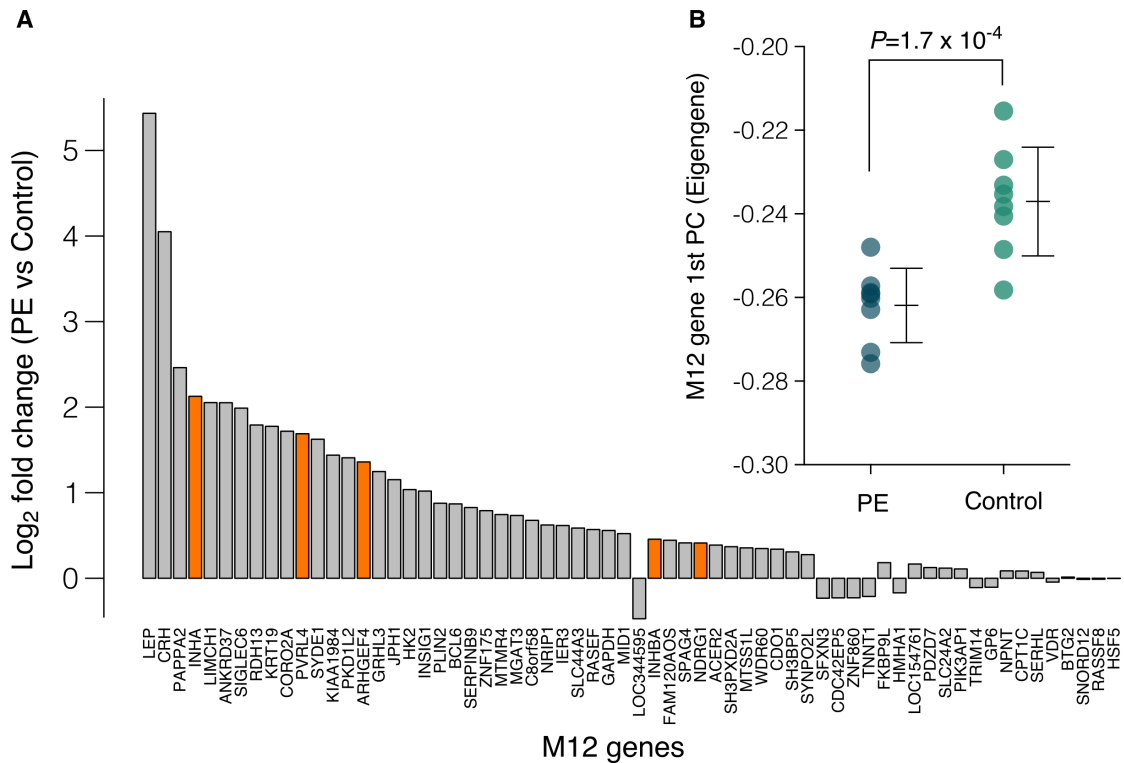 A
B
P=1.7 x 10-4
-0.20
-0.22
-0.24
-0.26
-0.28
-0.30
M12 gene 1st PC (Eigengene)
PE
Control
Log2 fold change (PE vs Control)
5
4
3
2
1
0
LEP
CRH
PAPPA2
INHA
LIMCH1
ANKRD37
SIGLEC6
RDH13
KRT19
CORO2A
PVRL4
SYDE1
KIAA1984
PKD1L2
ARHGEF4
GRHL3
JPH1
HK2
INSIG1
PLIN2
BCL6
SERPINB9
ZNF175
MTMR4
MGAT3
C8orf58
NRIP1
IER3
SLC44A3
RASEF
GAPDH
MID1
LOC344595
INHBA
FAM120AOS
SPAG4
NDRG1
ACER2
SH3PXD2A
MTSS1L
WDR60
CDO1
SH3BP5
SYNPO2L
SFXN3
CDC42EP5
ZNF860
TNNT1
FKBP9L
HMHA1
LOC154761
PDZD7
SLC24A2
PIK3AP1
TRIM14
GP6
NPNT
CPT1C
SERHL
VDR
BTG2
SNORD12
RASSF8
HSF5
M12 genes